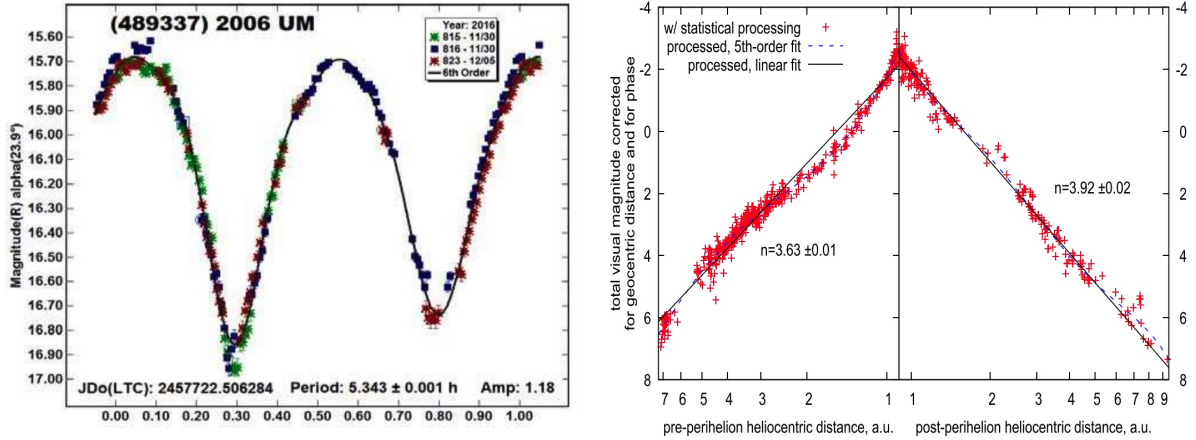 (489337) 2006 UM
Year: 2016
815 - 11/30
816 - 11/30
823 - 12/05
6th Order
Magnitude(R) alpha(23.9°)
15.60
15.70
15.80
15.90
16.00
16.10
16.20
16.30
16.40
16.50
16.60
16.70
16.80
16.90
17.00
JDo(LTC): 2457722.506284 Period: 5.343 ± 0.001 h Amp: 1.18
0.00 0.10 0.20 0.30 0.40 0.50 0.60 0.70 0.80 0.90 1.00
w/ statistical processing
processed, 5th-order fit
processed, linear fit
total visual magnitude corrected
for geocentric distance and for phase
-4
-2
0
2
4
6
8
-4
-2
0
2
4
6
8
n=3.63 ±0.01
n=3.92 ±0.02
7 6 5 4 3 2 1 1 2 3 4 5 6 7 8 9
pre-perihelion heliocentric distance, a.u. post-perihelion heliocentric distance, a.u.